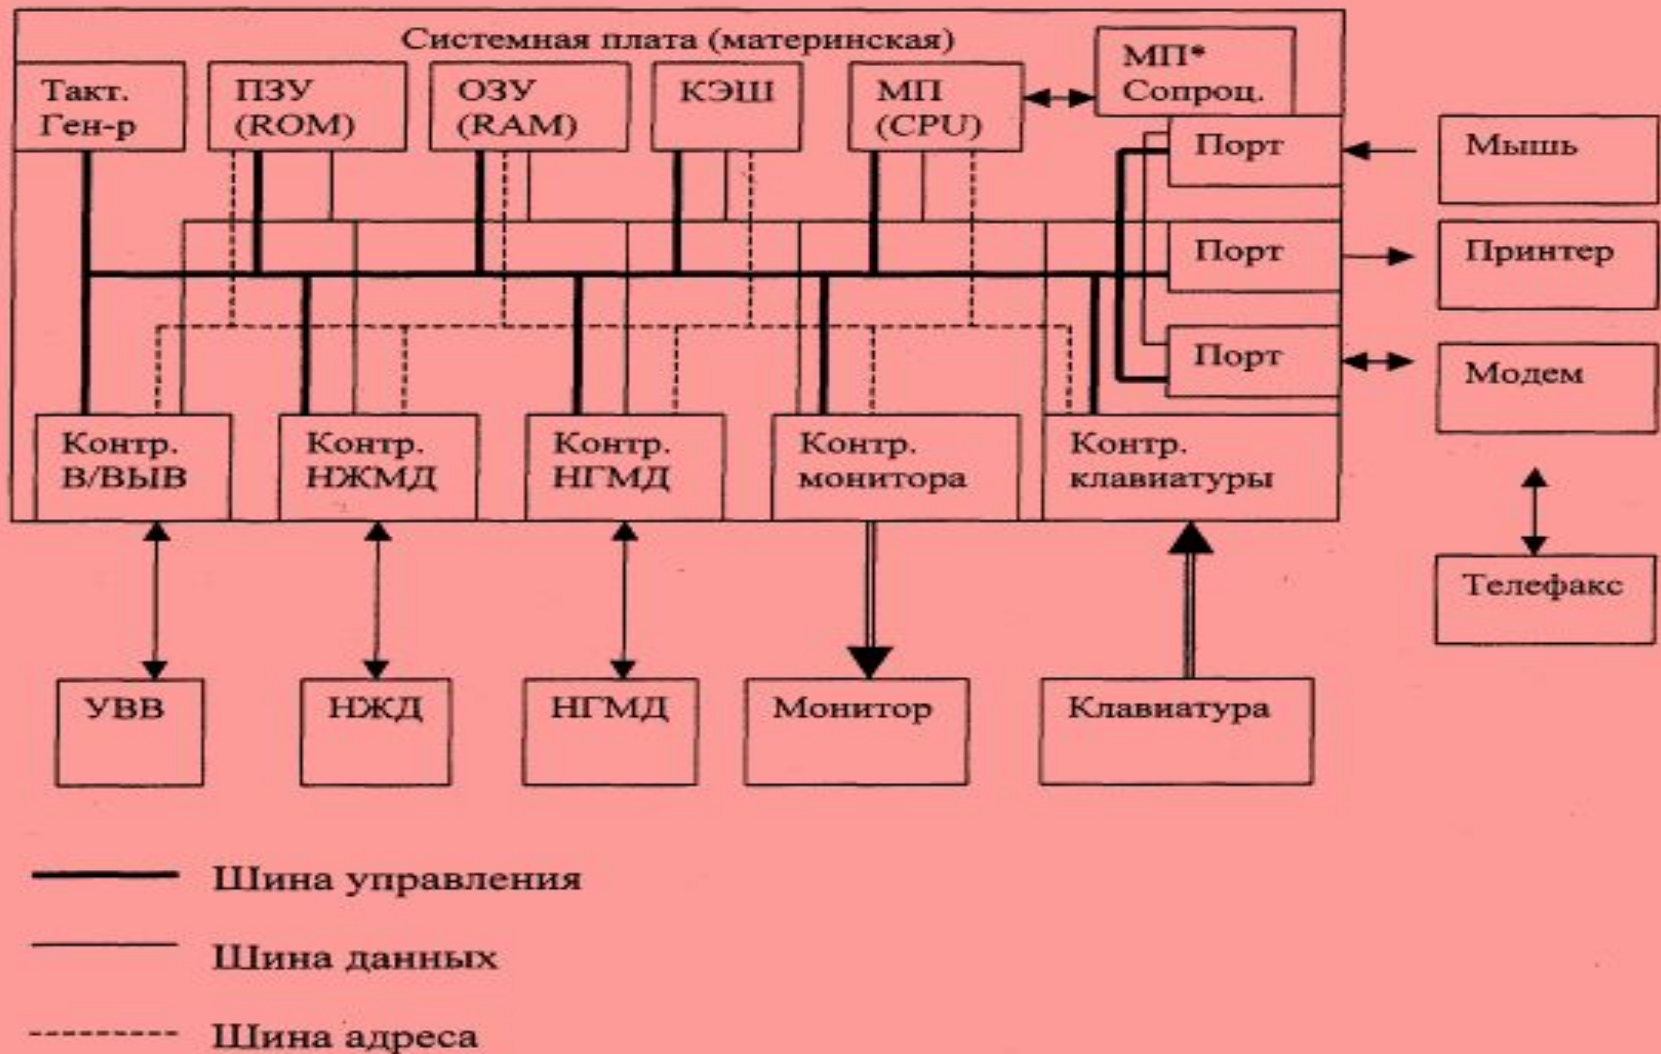 Системная плата (материнская)
Такт.
Ген-р
ПЗУ
(ROM)
ОЗУ
(RAM)
КЭШ
МП
(CPU)
МП*
Сопроц.
Порт
Мышь
Порт
Принтер
Порт
Модем
Контр.
В/ВЫВ
Контр.
НЖМД
Контр.
НГМД
Контр.
монитора
Контр.
клавиатуры
Телефакс
УВВ
НЖД
НГМД
Монитор
Клавиатура
Шина управления
Шина данных
Шина адреса